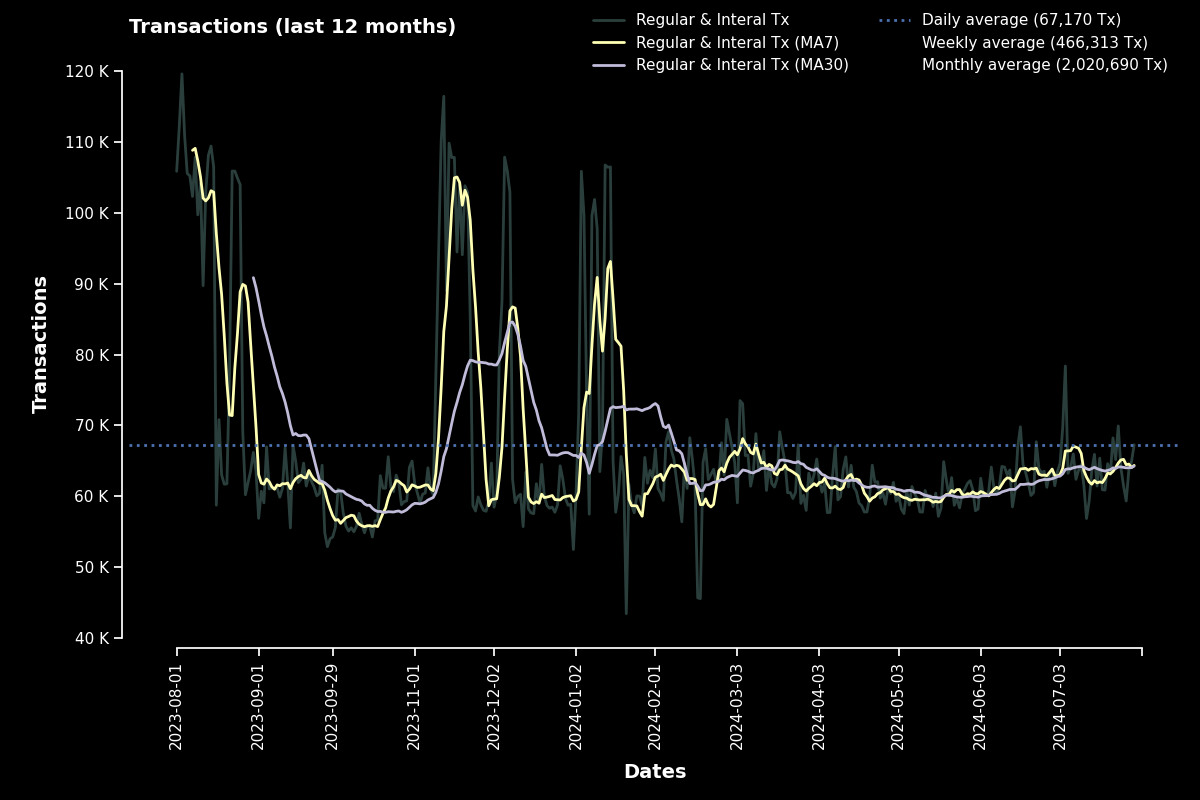 Transactions (last 12 months)
Regular & Interal Tx
Regular & Interal Tx (MA7)
Regular & Interal Tx (MA30)
Daily average (67,170 Tx)
Weekly average (466,313 Tx)
Monthly average (2,020,690 Tx)
Transactions
120 K
110 K
100 K
90 K
80 K
70 K
60 K
50 K
40 K
2023-08-01
2023-09-01
2023-09-29
2023-11-01
2023-12-02
2024-01-02
2024-02-01
2024-03-03
2024-04-03
2024-05-03
2024-06-03
2024-07-03
Dates